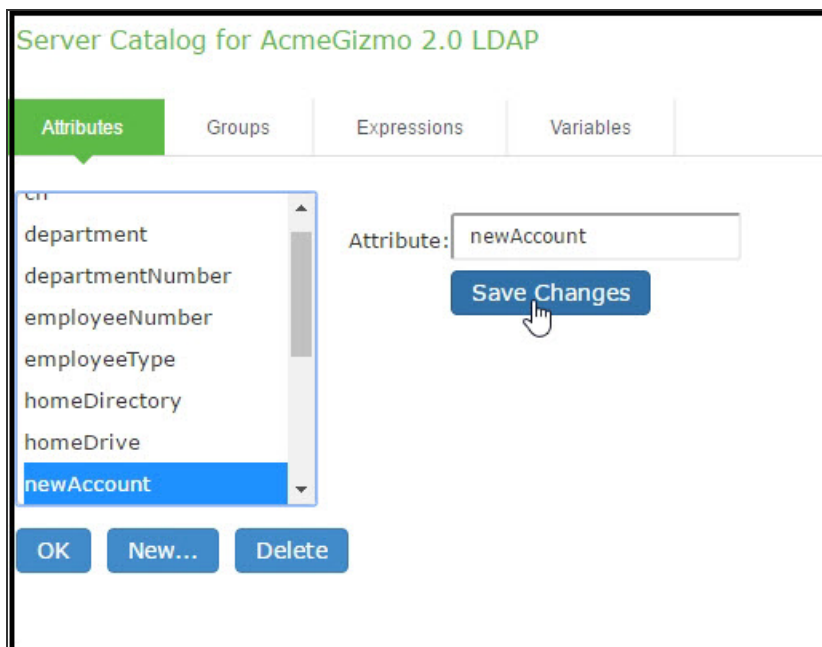 Server Catalog for AcmeGizmo 2.0 LDAP
Attributes Groups Expressions Variables
cn
department
departmentNumber
employeeNumber
employeeType
homeDirectory
homeDrive
newAccount
Attribute: newAccount
Save Changes
OK New... Delete